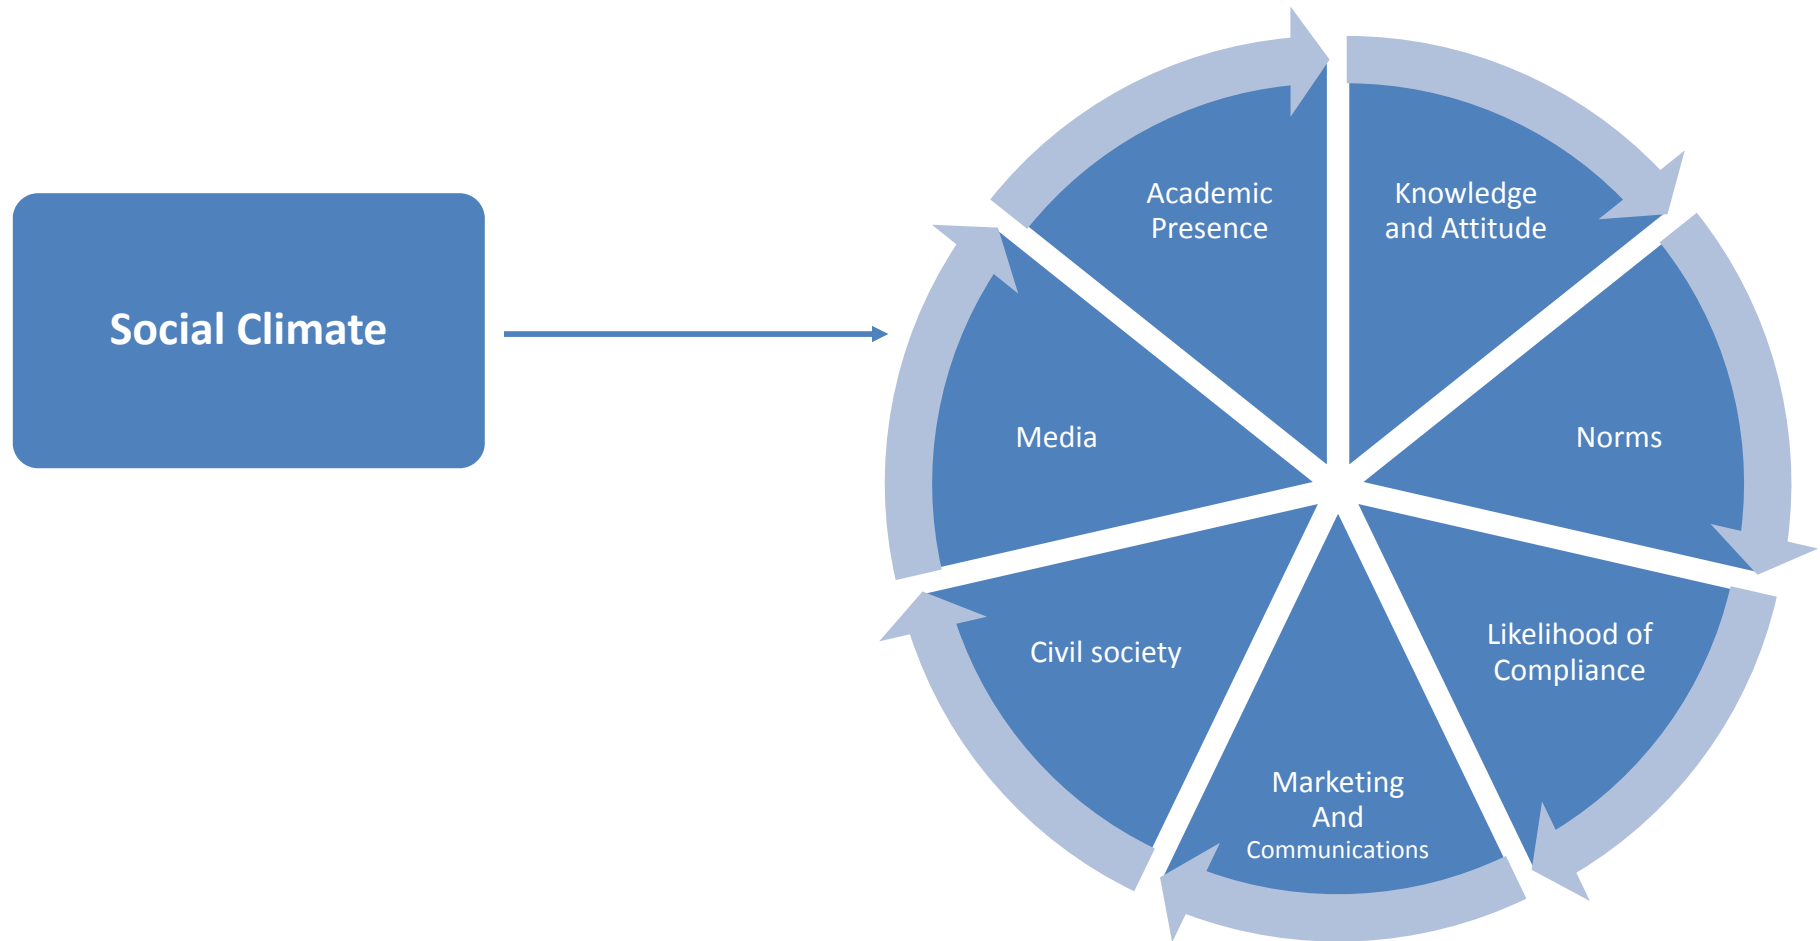 Social Climate
Academic
Presence
Knowledge
and Attitude
Media
Norms
Civil society
Likelihood of
Compliance
Marketing
And
Communications